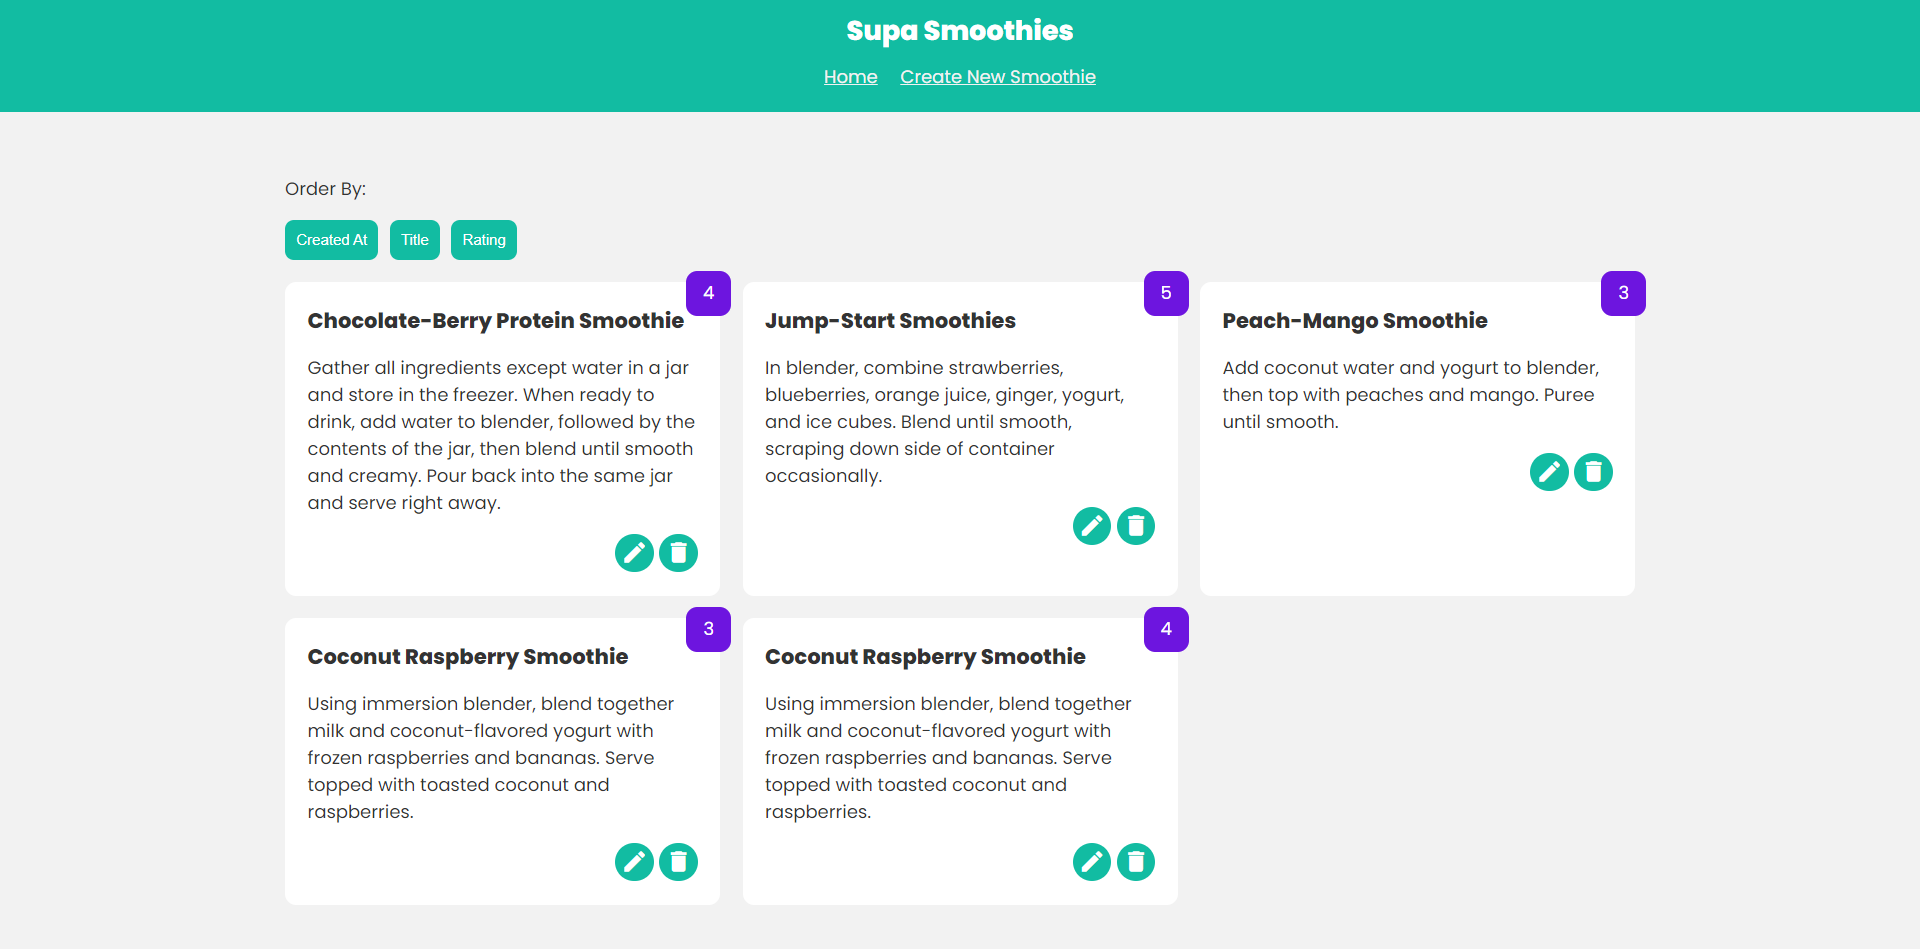 Supa Smoothies
Home Create New Smoothie
Order By:
Created At Title Rating
4
Chocolate-Berry Protein Smoothie
Gather all ingredients except water in a jar
and store in the freezer. When ready to
drink, add water to blender, followed by the
contents of the jar, then blend until smooth
and creamy. Pour back into the same jar
and serve right away.
5
Jump-Start Smoothies
In blender, combine strawberries,
blueberries, orange juice, ginger, yogurt,
and ice cubes. Blend until smooth,
scraping down side of container
occasionally.
3
Peach-Mango Smoothie
Add coconut water and yogurt to blender,
then top with peaches and mango. Puree
until smooth.
3
Coconut Raspberry Smoothie
Using immersion blender, blend together
milk and coconut-flavored yogurt with
frozen raspberries and bananas. Serve
topped with toasted coconut and
raspberries.
4
Coconut Raspberry Smoothie
Using immersion blender, blend together
milk and coconut-flavored yogurt with
frozen raspberries and bananas. Serve
topped with toasted coconut and
raspberries.